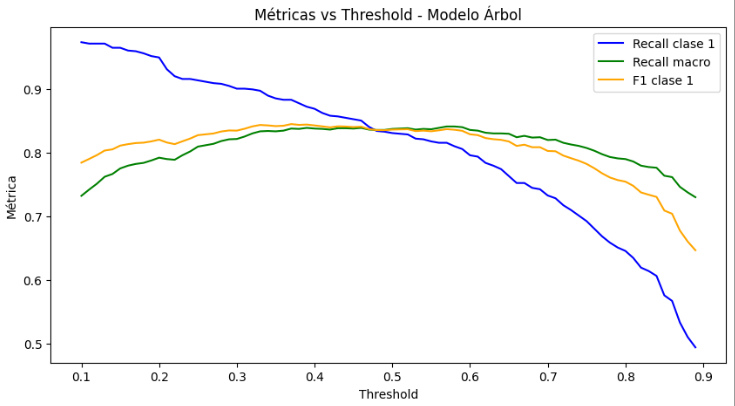 Métricas vs Threshold - Modelo Árbol
Recall clase 1
Recall macro
F1 clase 1
Métrica
0.9
0.8
0.7
0.6
0.5
0.1 0.2 0.3 0.4 0.5 0.6 0.7 0.8 0.9
Threshold